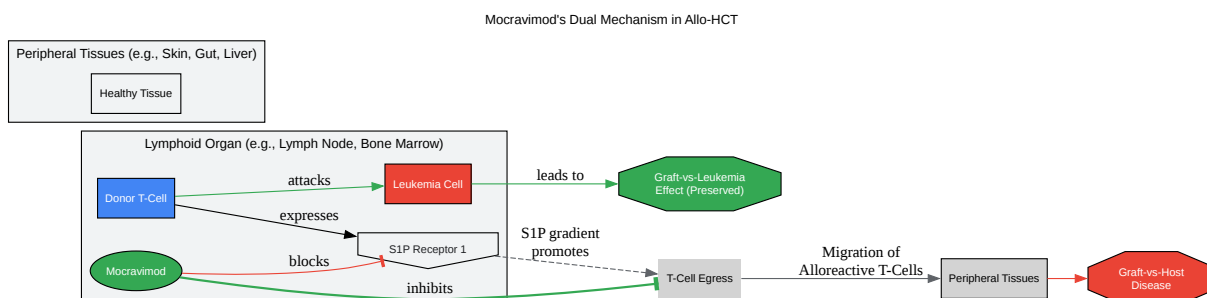 Mocravimod's Dual Mechanism in Allo-HCT
Peripheral Tissues (e.g., Skin, Gut, Liver)
Healthy Tissue
Lymphoid Organ (e.g., Lymph Node, Bone Marrow)
Donor T-Cell
attacks
Leukemia Cell
leads to
Graft-vs-Leukemia
Effect (Preserved)
expresses
S1P Receptor 1
S1P gradient
promotes
Mocravimod
blocks
inhibits
T-Cell Egress
Migration of
Alloreactive T-Cells
Peripheral Tissues
Graft-vs-Host
Disease